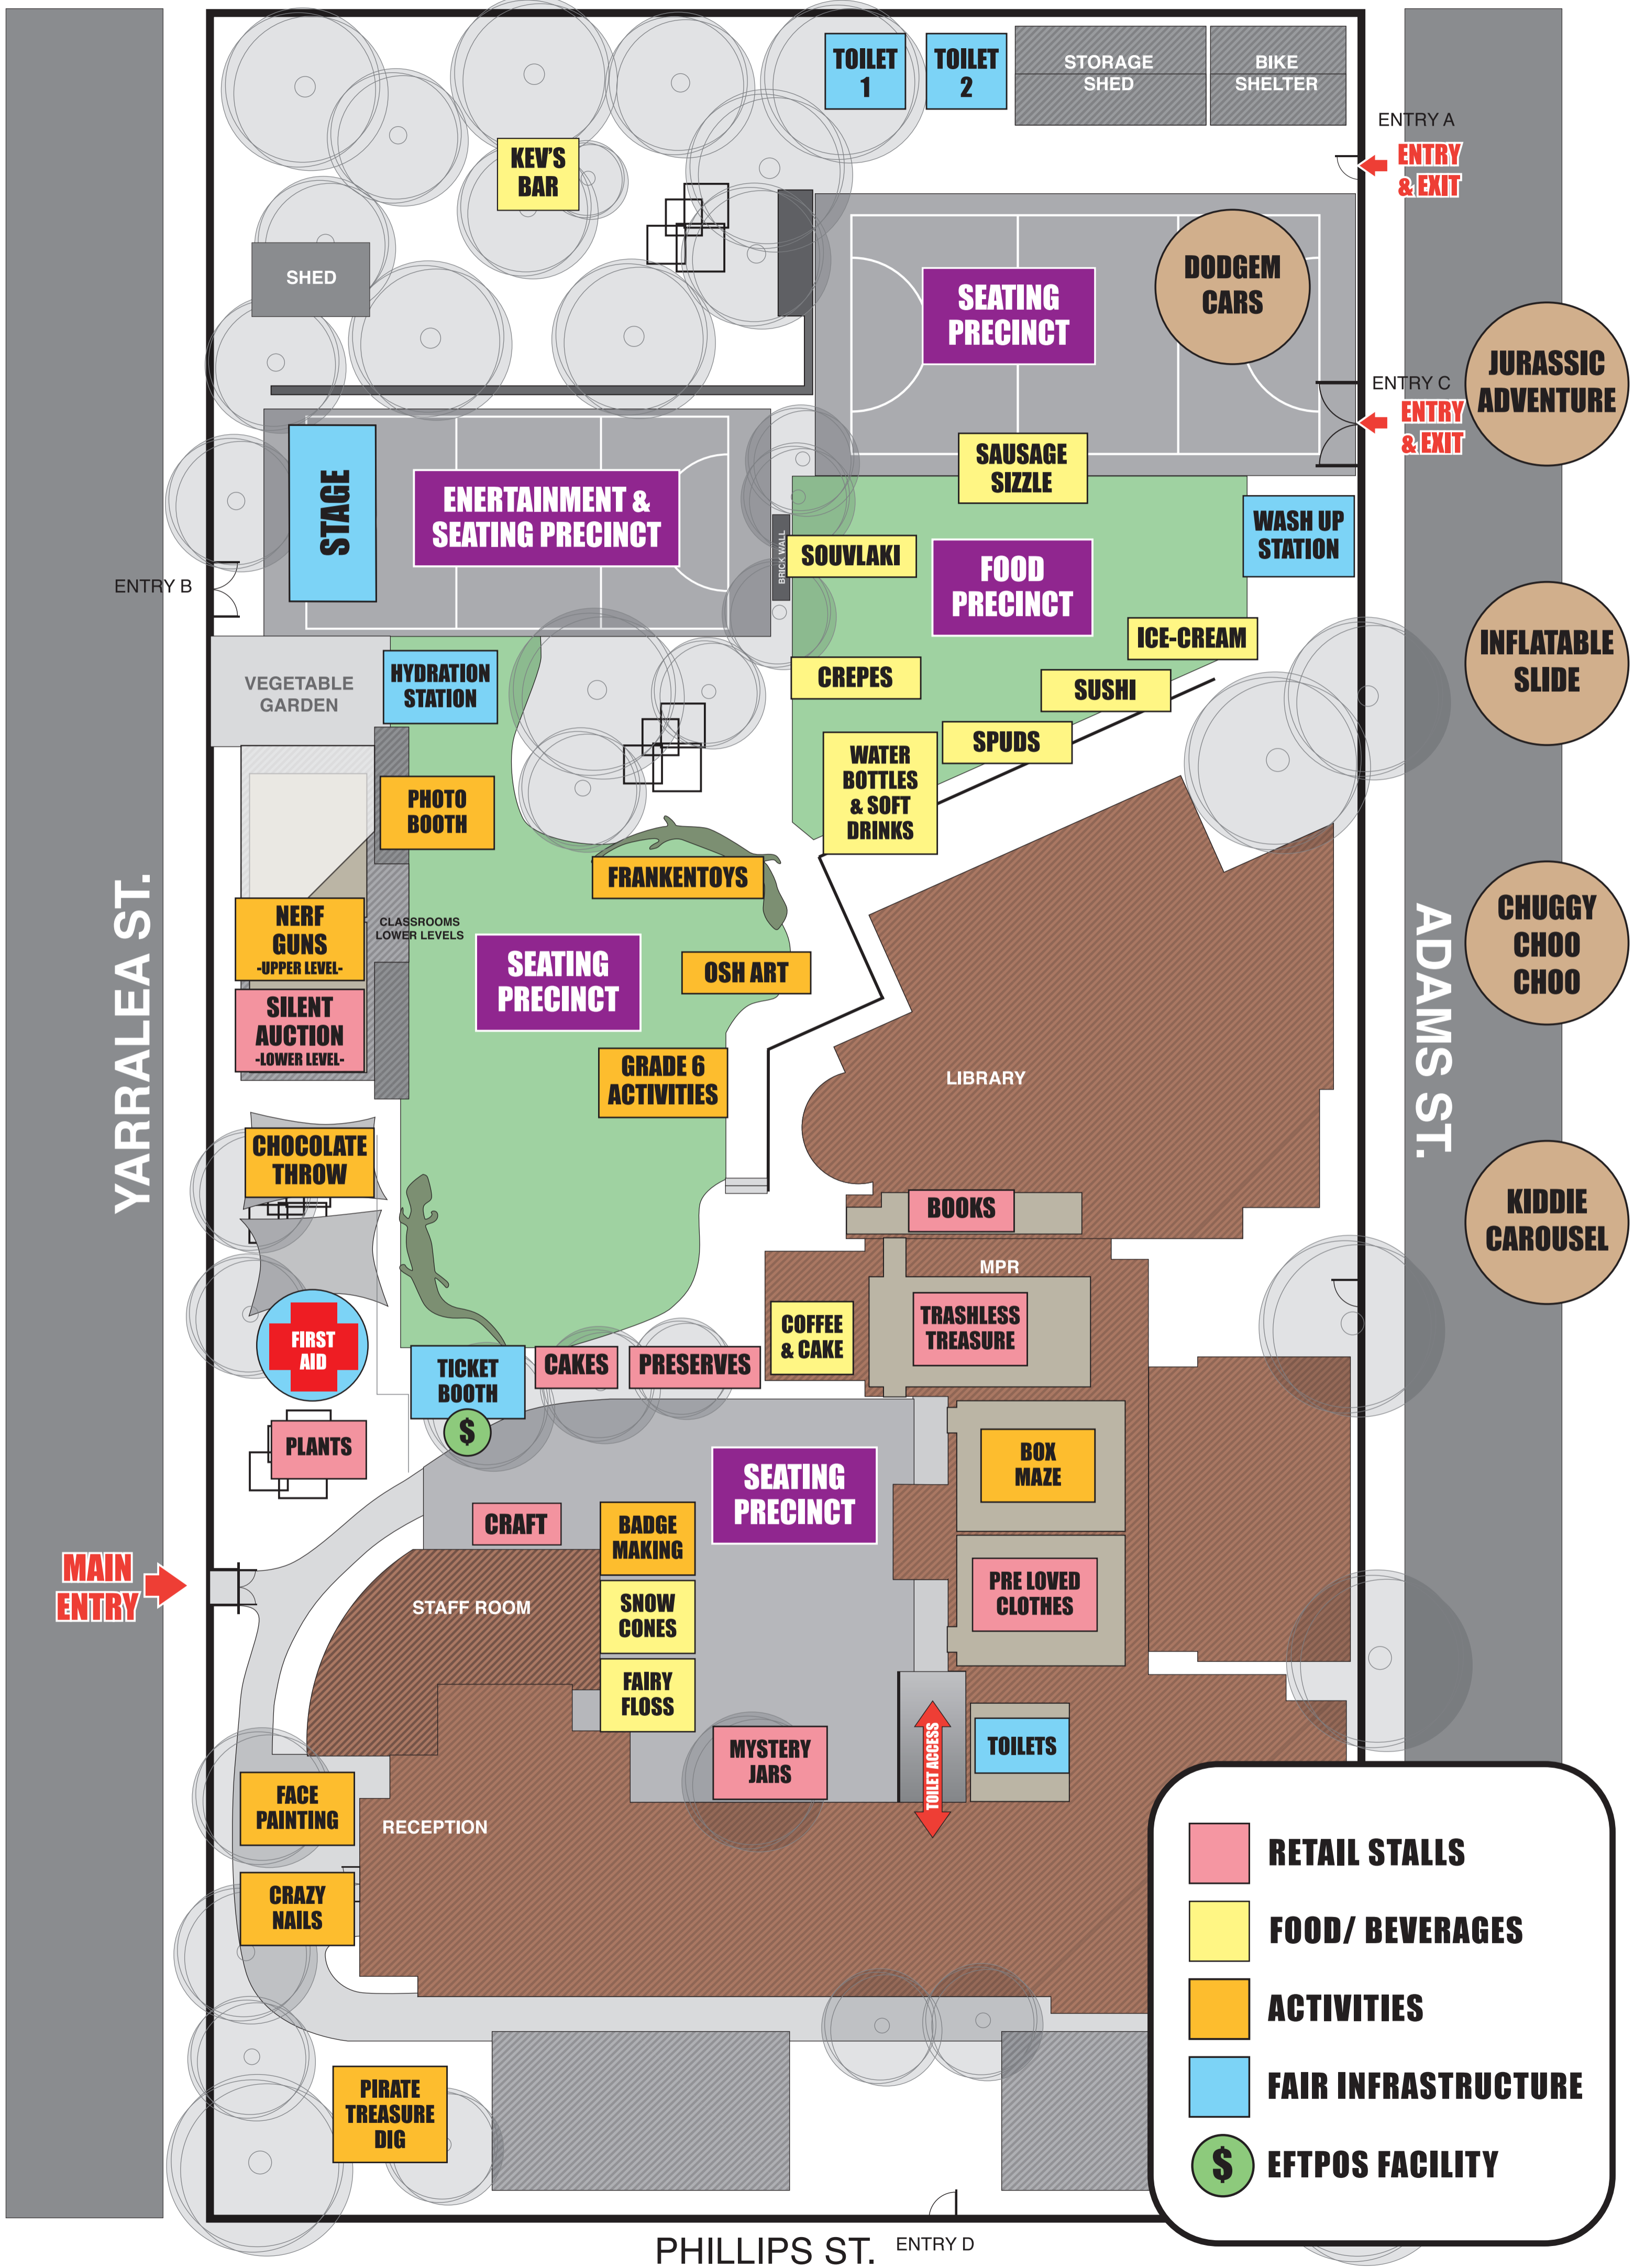 TOILET
1
TOILET
2
STORAGE
SHED
BIKE
SHELTER
ENTRY A
ENTRY
& EXIT
KEV'S
BAR
SHED
SEATING
PRECINCT
DODGEM
CARS
JURASSIC
ADVENTURE
ENTRY C
ENTRY
& EXIT
STAGE
ENERTAINMENT &
SEATING PRECINCT
SAUSAGE
SIZZLE
WASH UP
STATION
BRICK WALL
SOUVLAKI
FOOD
PRECINCT
ENTRY B
ICE-CREAM
INFLATABLE
SLIDE
VEGETABLE
GARDEN
HYDRATION
STATION
CREPES
SUSHI
SPUDS
WATER
BOTTLES
& SOFT
DRINKS
PHOTO
BOOTH
FRANKENTOYS
NERF
GUNS
-UPPER LEVEL-
CLASSROOMS
LOWER LEVELS
SEATING
PRECINCT
OSH ART
CHUGGY
CHOO
CHOO
YARRALEA ST.
ADAMS ST.
SILENT
AUCTION
-LOWER LEVEL-
GRADE 6
ACTIVITIES
LIBRARY
CHOCOLATE
THROW
BOOKS
KIDDIE
CAROUSEL
MPR
FIRST
AID
COFFEE
& CAKE
TRASHLESS
TREASURE
TICKET
BOOTH
$
CAKES
PRESERVES
PLANTS
SEATING
PRECINCT
BOX
MAZE
CRAFT
BADGE
MAKING
MAIN
ENTRY
STAFF ROOM
SNOW
CONES
PRE LOVED
CLOTHES
FAIRY
FLOSS
MYSTERY
JARS
TOILET ACCESS
TOILETS
FACE
PAINTING
RECEPTION
CRAZY
NAILS
PIRATE
TREASURE
DIG
RETAIL STALLS
FOOD/ BEVERAGES
ACTIVITIES
FAIR INFRASTRUCTURE
$ EFTPOS FACILITY
PHILLIPS ST.
ENTRY D